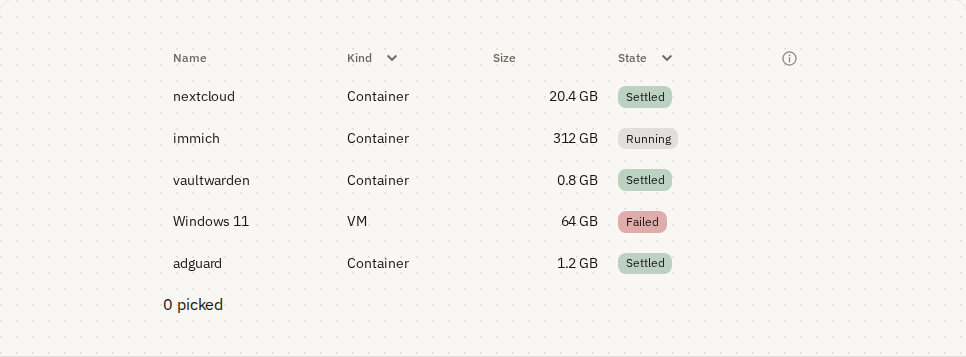 Name Kind Size State
nextcloud Container 20.4 GB Settled
immich Container 312 GB Running
vaultwarden Container 0.8 GB Settled
Windows 11 VM 64 GB Failed
adguard Container 1.2 GB Settled
0 picked